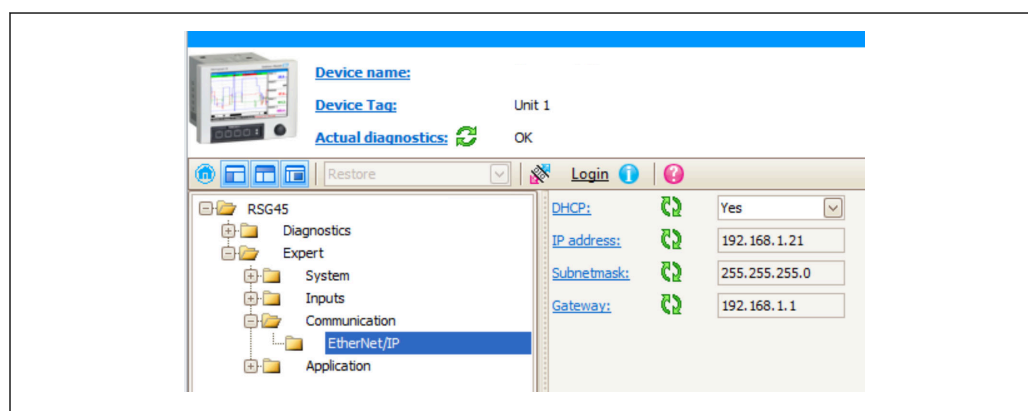 Device name:
Device Tag: Unit 1
Actual diagnostics: OK
Restore
Login
RSG45
Diagnostics
Expert
System
Inputs
Communication
EtherNet/IP
Application
DHCP: Yes
IP address: 192.168.1.21
Subnetmask: 255.255.255.0
Gateway: 192.168.1.1